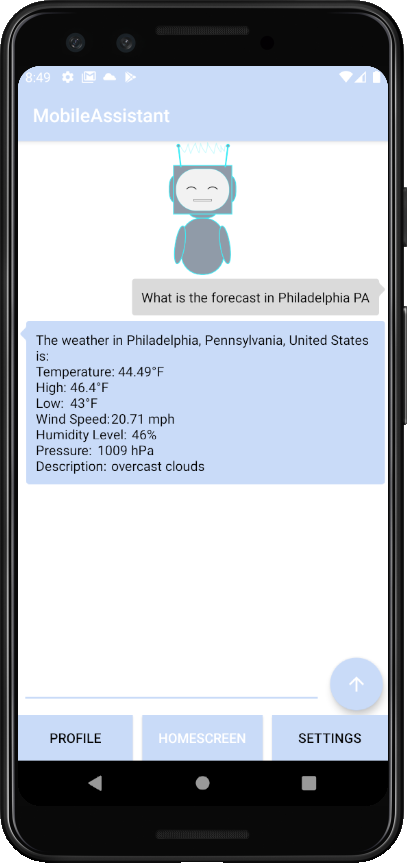 8:49
MobileAssistant
What is the forecast in Philadelphia PA
The weather in Philadelphia, Pennsylvania, United States
is:
Temperature: 44.49°F
High: 46.4°F
Low: 43°F
Wind Speed:20.71 mph
Humidity Level: 46%
Pressure: 1009 hPa
Description: overcast clouds
PROFILE
HOMESCREEN
SETTINGS